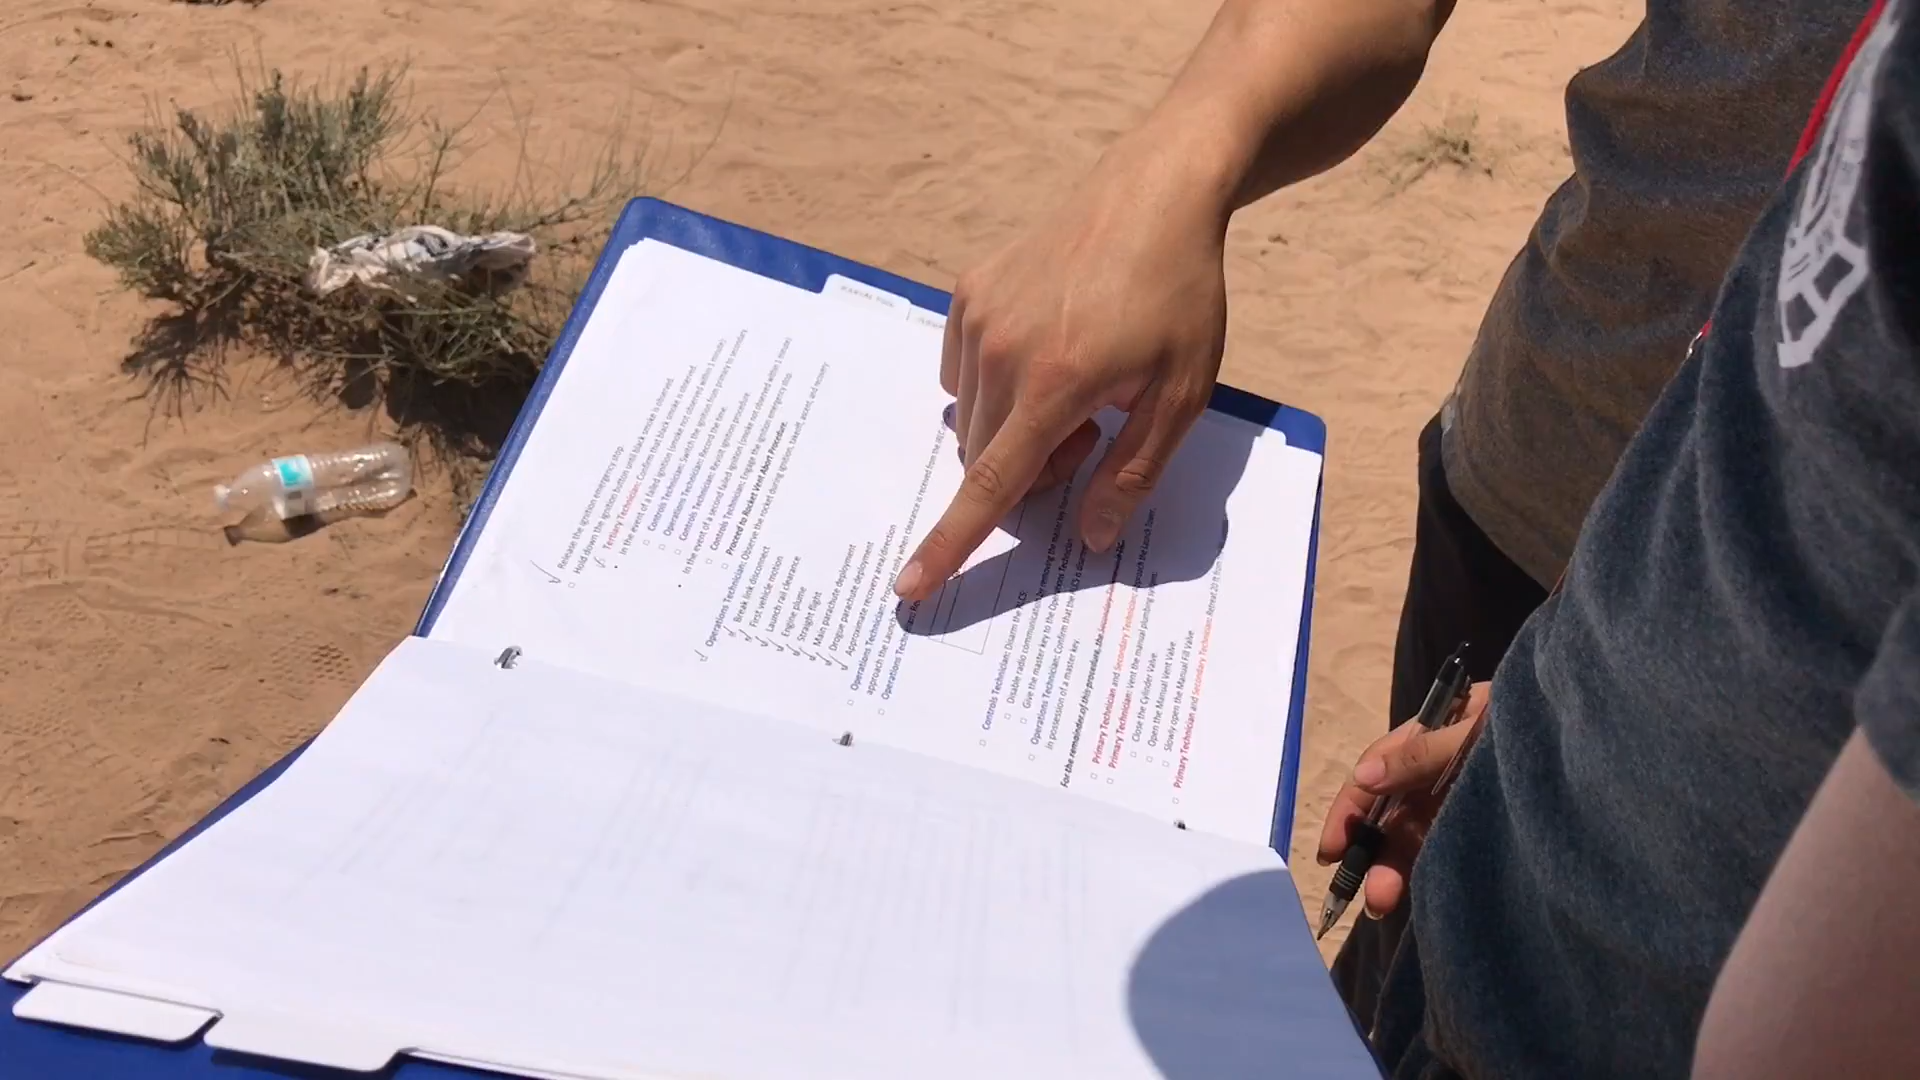 Release the ignition emergency stop.
Hold down the ignition button until black smoke is observed.
Tertiary Technician: Confirm that black smoke is observed.
In the event of a failed ignition (smoke not observed within 1 minute)
Controls Technician: Switch the ignition from primary to secondary
Operations Technician: Record the time.
Controls Technician: Revisit ignition procedure.
In the event of a second failed ignition (smoke not observed within 1 minute)
Controls Technician: Engage the ignition emergency stop.
Proceed to Rocket Vent Abort Procedure.
Operations Technician: Observe the rocket during ignition, takeoff, ascent, and recovery
Break link disconnect
First vehicle motion
Launch rail clearance
Engine plume
Straight flight
Main parachute deployment
Drogue parachute deployment
Approximate recovery area/direction
Operations Technician: Proceed only when clearance is received from the
approach the Launch
Operations
Controls Technician: Disarm the
Disable radio communication by removing the master key from the
Give the master key to the Operations Technician.
Operations Technician: Confirm that the is
in possession of a master key.
For the remainder of this procedure, the
Primary Technician and Secondary Technician: Approach the launch tower.
Primary Technician: Vent the manual plumbing system:
Close the Cylinder Valve.
Open the Manual Vent Valve.
Slowly open the Manual Fill Valve.
Primary Technician and Secondary Technician: Retreat 20 ft from